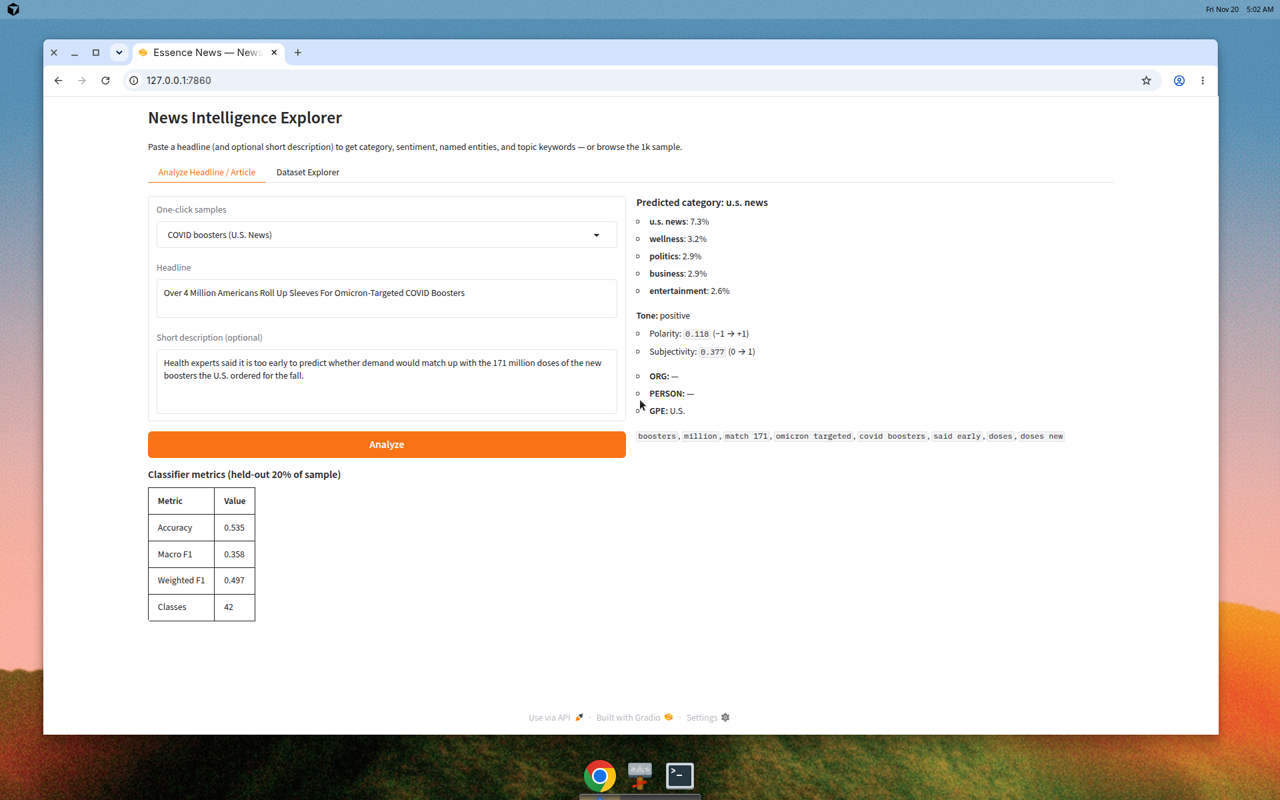 Fri Nov 20 5:02 AM
Essence News — News
127.0.0.1:7860
News Intelligence Explorer
Paste a headline (and optional short description) to get category, sentiment, named entities, and topic keywords — or browse the 1k sample.
Analyze Headline / Article
Dataset Explorer
One-click samples
COVID boosters (U.S. News)
Headline
Over 4 Million Americans Roll Up Sleeves For Omicron-Targeted COVID Boosters
Short description (optional)
Health experts said it is too early to predict whether demand would match up with the 171 million doses of the new
boosters the U.S. ordered for the fall.
Analyze
Classifier metrics (held-out 20% of sample)
Metric Value
Accuracy 0.535
Macro F1 0.358
Weighted F1 0.497
Classes 42
Predicted category: u.s. news
u.s. news: 7.3%
wellness: 3.2%
politics: 2.9%
business: 2.9%
entertainment: 2.6%
Tone: positive
Polarity: 0.118 (−1 → +1)
Subjectivity: 0.377 (0 → 1)
ORG: —
PERSON: —
GPE: U.S.
boosters, million, match 171, omicron targeted, covid boosters, said early, doses, doses new
Use via API · Built with Gradio · Settings